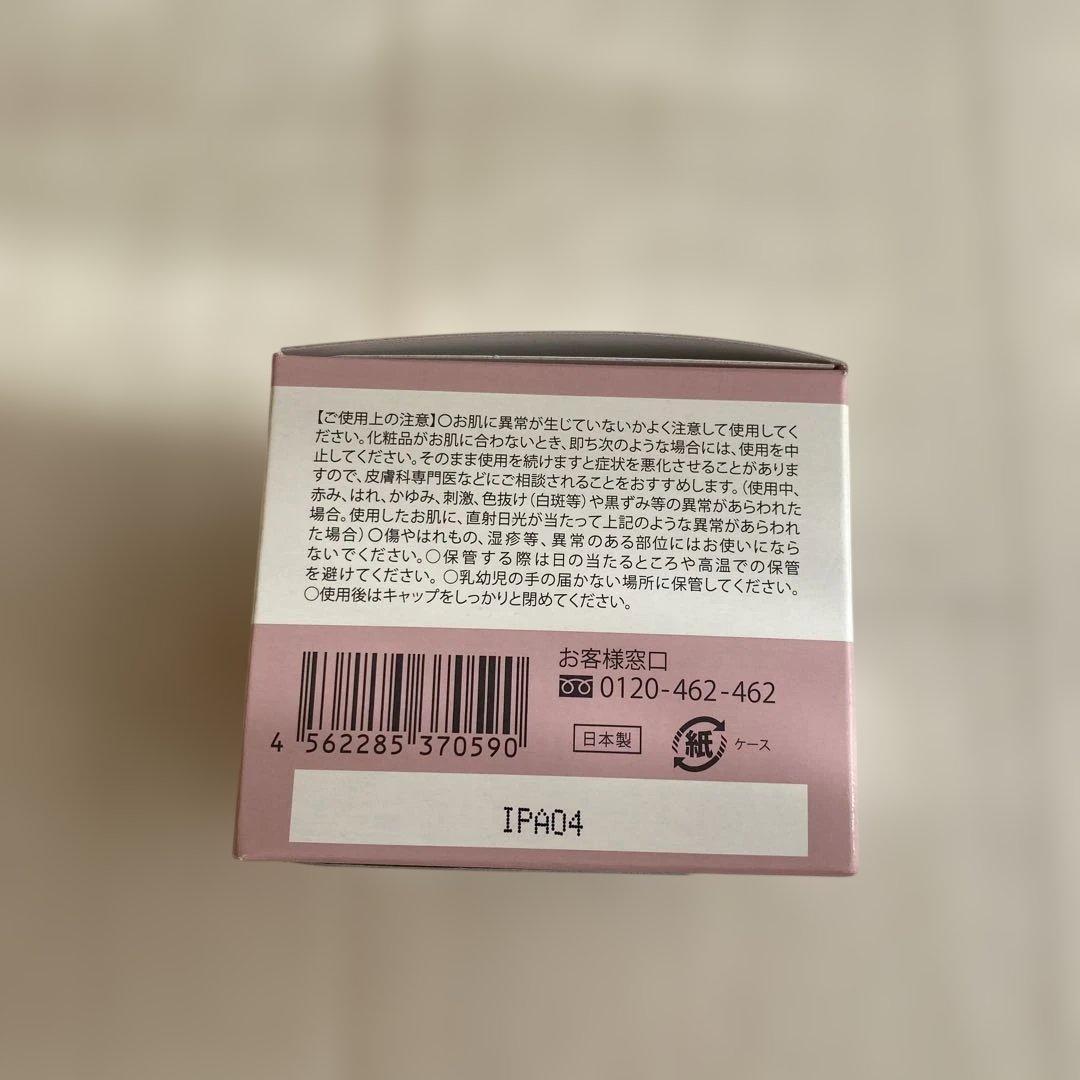 【ご使用上の注意】〇お肌に異常が生じていないかよく注意して使用してく
ださい。化粧品がお肌に合わないとき、即ち次のような場合には、使用を中
止してください。そのまま使用を続けますと症状を悪化させることがありま
すので、皮膚科専門医などにご相談されることをおすすめします。（使用中、
赤み、はれ、かゆみ、刺激、色抜け（白斑等）や黒ずみ等の異常があらわれた
場合。使用したお肌に、直射日光が当たって上記のような異常があらわれ
た場合）〇傷やはれもの、湿疹等、異常のある部位にはお使いになら
ないでください。〇保管する際は日の当たるところや高温での保管
を避けてください。〇乳幼児の手の届かない場所に保管してください。
〇使用後はキャップをしっかりと閉めてください。
お客様窓口
0120-462-462
日本製
紙 ケース
4 562285 370590
IPA04